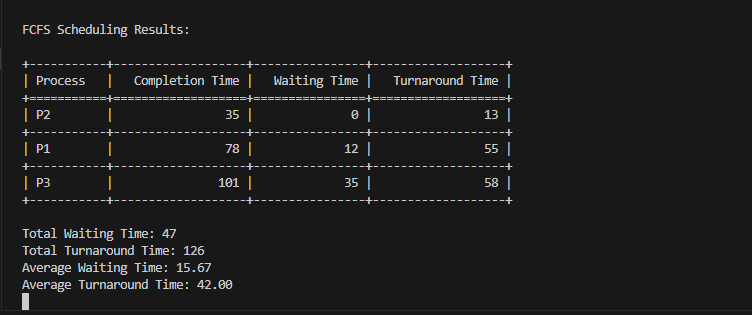 FCFS Scheduling Results:
+-----------+-------------------+----------------+-------------------+
| Process   |   Completion Time |   Waiting Time |   Turnaround Time |
+===========+===================+================+===================+
| P2        |                35 |              0 |                13 |
+-----------+-------------------+----------------+-------------------+
| P1        |                78 |             12 |                55 |
+-----------+-------------------+----------------+-------------------+
| P3        |               101 |             35 |                58 |
+-----------+-------------------+----------------+-------------------+
Total Waiting Time: 47
Total Turnaround Time: 126
Average Waiting Time: 15.67
Average Turnaround Time: 42.00